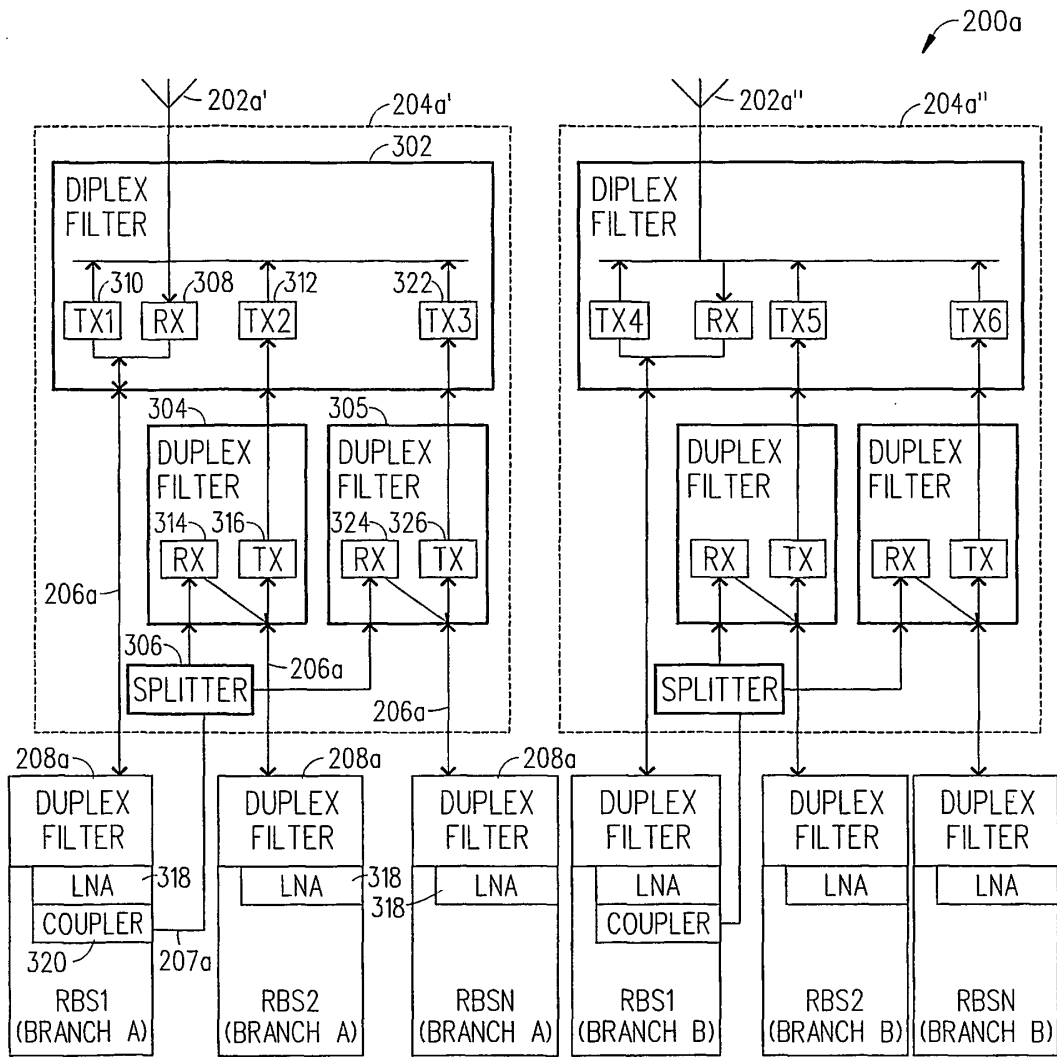 200a
202a'
204a'
202a"
204a"
302
DIPLEX
FILTER
310
308
312
322
TX1
RX
TX2
TX3
DIPLEX
FILTER
TX4
RX
TX5
TX6
304
305
DUPLEX
FILTER
DUPLEX
FILTER
314
316
324
326
RX
TX
RX
TX
DUPLEX
FILTER
DUPLEX
FILTER
RX
TX
RX
TX
206a
306
SPLITTER
206a
206a
SPLITTER
208a
208a
208a
DUPLEX
FILTER
DUPLEX
FILTER
DUPLEX
FILTER
DUPLEX
FILTER
DUPLEX
FILTER
DUPLEX
FILTER
LNA
318
LNA
318
318
LNA
LNA
LNA
LNA
COUPLER
COUPLER
320
207a
RBS1
(BRANCH A)
RBS2
(BRANCH A)
RBSN
(BRANCH A)
RBS1
(BRANCH B)
RBS2
(BRANCH B)
RBSN
(BRANCH B)